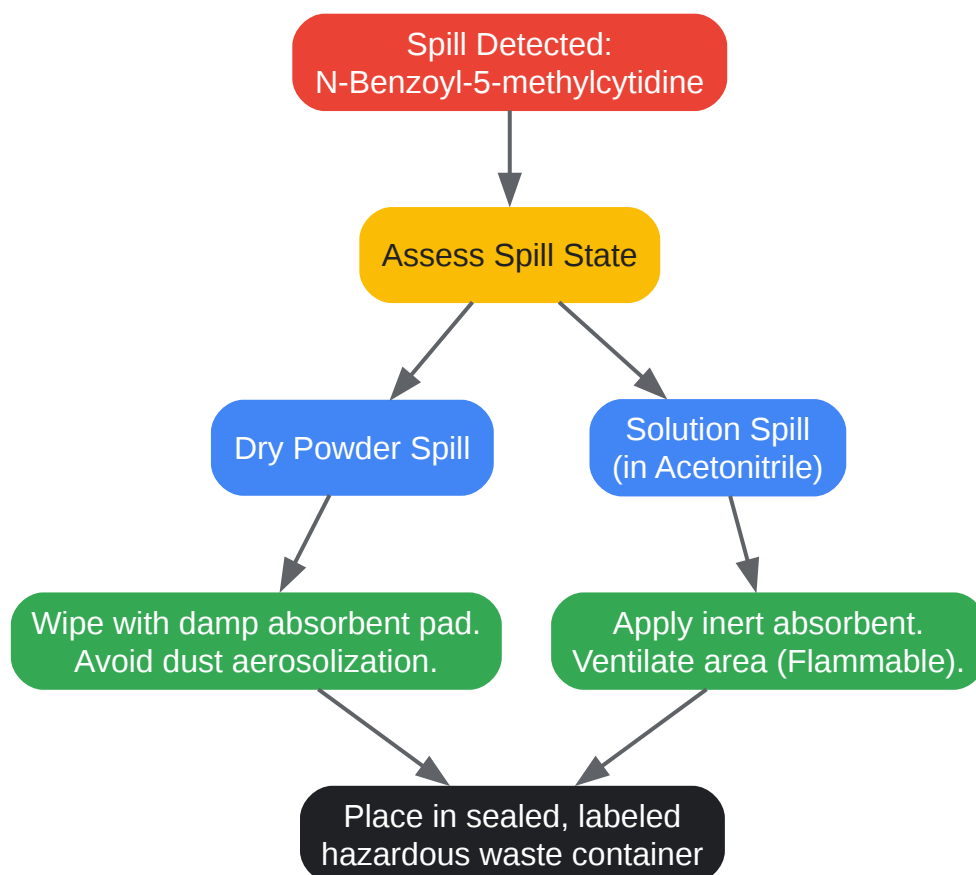 Spill Detected:
N-Benzoyl-5-methylcytidine
Assess Spill State
Dry Powder Spill
Solution Spill
(in Acetonitrile)
Wipe with damp absorbent pad.
Avoid dust aerosolization.
Apply inert absorbent.
Ventilate area (Flammable).
Place in sealed, labeled
hazardous waste container